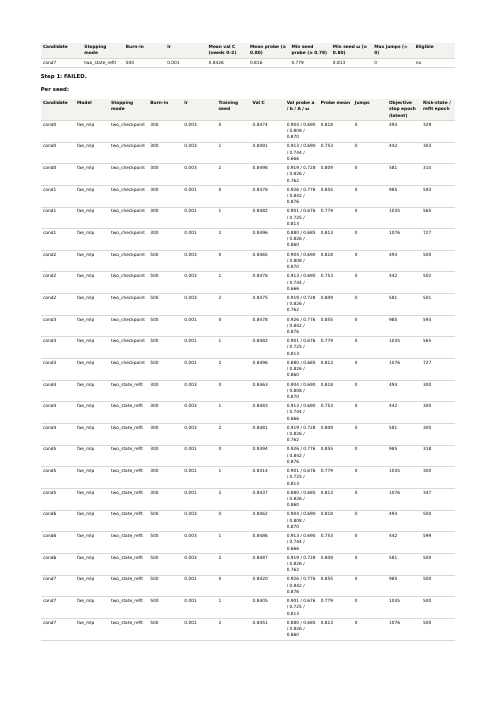 Candidate Stopping mode Burn-in lr Mean val C (seeds 0-2) Mean probe (≥ 0.80) Min seed probe (≥ 0.78) Min seed ω (≥ 0.80) Max jumps (= 0) Eligible
cand7 two_state_refit 500 0.001 0.8426 0.816 0.779 0.813 0 no
Step 1: FAILED.
Per seed:
Candidate Model Stopping mode Burn-in lr Training seed Val C Val probe a / b / A / ω Probe mean Jumps Objective stop epoch (latent) Risk-state / refit epoch
cand0 fae_mlp two_checkpoint 300 0.003 0 0.8474 0.904 / 0.690 / 0.808 / 0.870 0.818 0 493 329
cand0 fae_mlp two_checkpoint 300 0.003 1 0.8491 0.913 / 0.690 / 0.744 / 0.666 0.753 0 442 303
cand0 fae_mlp two_checkpoint 300 0.003 2 0.8498 0.919 / 0.728 / 0.826 / 0.762 0.809 0 581 310
cand1 fae_mlp two_checkpoint 300 0.001 0 0.8478 0.926 / 0.776 / 0.842 / 0.876 0.855 0 985 593
cand1 fae_mlp two_checkpoint 300 0.001 1 0.8482 0.901 / 0.676 / 0.725 / 0.813 0.779 0 1035 565
cand1 fae_mlp two_checkpoint 300 0.001 2 0.8496 0.880 / 0.685 / 0.826 / 0.860 0.813 0 1076 727
cand2 fae_mlp two_checkpoint 500 0.003 0 0.8465 0.904 / 0.690 / 0.808 / 0.870 0.818 0 493 500
cand2 fae_mlp two_checkpoint 500 0.003 1 0.8478 0.913 / 0.690 / 0.744 / 0.666 0.753 0 442 502
cand2 fae_mlp two_checkpoint 500 0.003 2 0.8475 0.919 / 0.728 / 0.826 / 0.762 0.809 0 581 501
cand3 fae_mlp two_checkpoint 500 0.001 0 0.8478 0.926 / 0.776 / 0.842 / 0.876 0.855 0 985 593
cand3 fae_mlp two_checkpoint 500 0.001 1 0.8482 0.901 / 0.676 / 0.725 / 0.813 0.779 0 1035 565
cand3 fae_mlp two_checkpoint 500 0.001 2 0.8496 0.880 / 0.685 / 0.826 / 0.860 0.813 0 1076 727
cand4 fae_mlp two_state_refit 300 0.003 0 0.8463 0.904 / 0.690 / 0.808 / 0.870 0.818 0 493 300
cand4 fae_mlp two_state_refit 300 0.003 1 0.8483 0.913 / 0.690 / 0.744 / 0.666 0.753 0 442 300
cand4 fae_mlp two_state_refit 300 0.003 2 0.8481 0.919 / 0.728 / 0.826 / 0.762 0.809 0 581 300
cand5 fae_mlp two_state_refit 300 0.001 0 0.8394 0.926 / 0.776 / 0.842 / 0.876 0.855 0 985 318
cand5 fae_mlp two_state_refit 300 0.001 1 0.8414 0.901 / 0.676 / 0.725 / 0.813 0.779 0 1035 300
cand5 fae_mlp two_state_refit 300 0.001 2 0.8437 0.880 / 0.685 / 0.826 / 0.860 0.813 0 1076 347
cand6 fae_mlp two_state_refit 500 0.003 0 0.8462 0.904 / 0.690 / 0.808 / 0.870 0.818 0 493 500
cand6 fae_mlp two_state_refit 500 0.003 1 0.8486 0.913 / 0.690 / 0.744 / 0.666 0.753 0 442 599
cand6 fae_mlp two_state_refit 500 0.003 2 0.8487 0.919 / 0.728 / 0.826 / 0.762 0.809 0 581 500
cand7 fae_mlp two_state_refit 500 0.001 0 0.8420 0.926 / 0.776 / 0.842 / 0.876 0.855 0 985 500
cand7 fae_mlp two_state_refit 500 0.001 1 0.8405 0.901 / 0.676 / 0.725 / 0.813 0.779 0 1035 500
cand7 fae_mlp two_state_refit 500 0.001 2 0.8451 0.880 / 0.685 / 0.826 / 0.860 0.813 0 1076 500